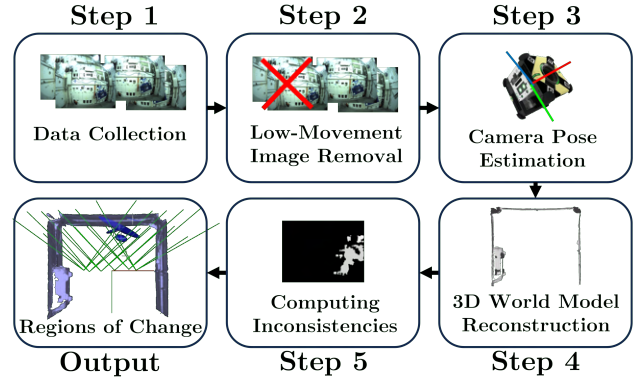 Step 1
Step 2
Step 3
Data Collection
Low-Movement
Image Removal
Camera Pose
Estimation
Regions of Change
Computing
Inconsistencies
3D World Model
Reconstruction
Output
Step 5
Step 4